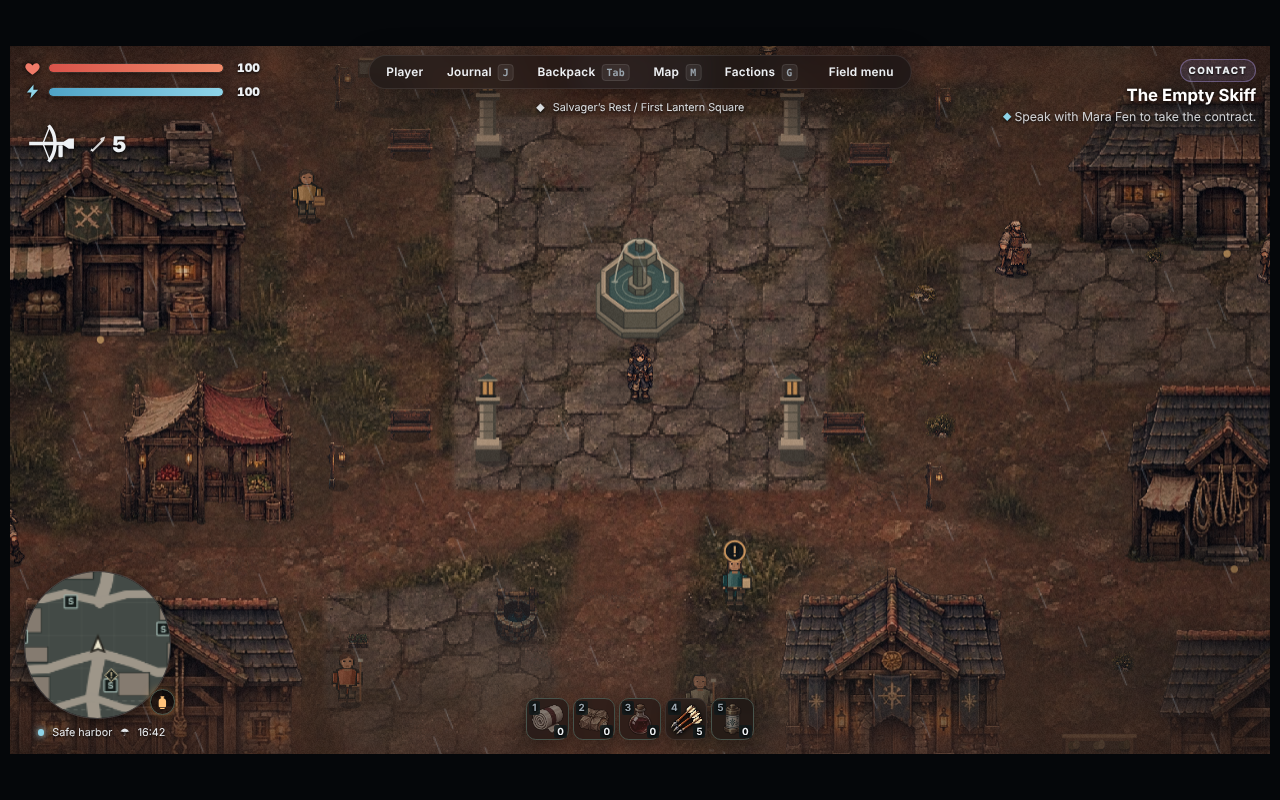 100
100
5
Player Journal J Backpack Tab Map M Factions G Field menu
Salvager's Rest / First Lantern Square
CONTACT
The Empty Skiff
Speak with Mara Fen to take the contract.
!
S
S
S
1 0
2 0
3 0
4 5
5 0
Safe harbor 16:42